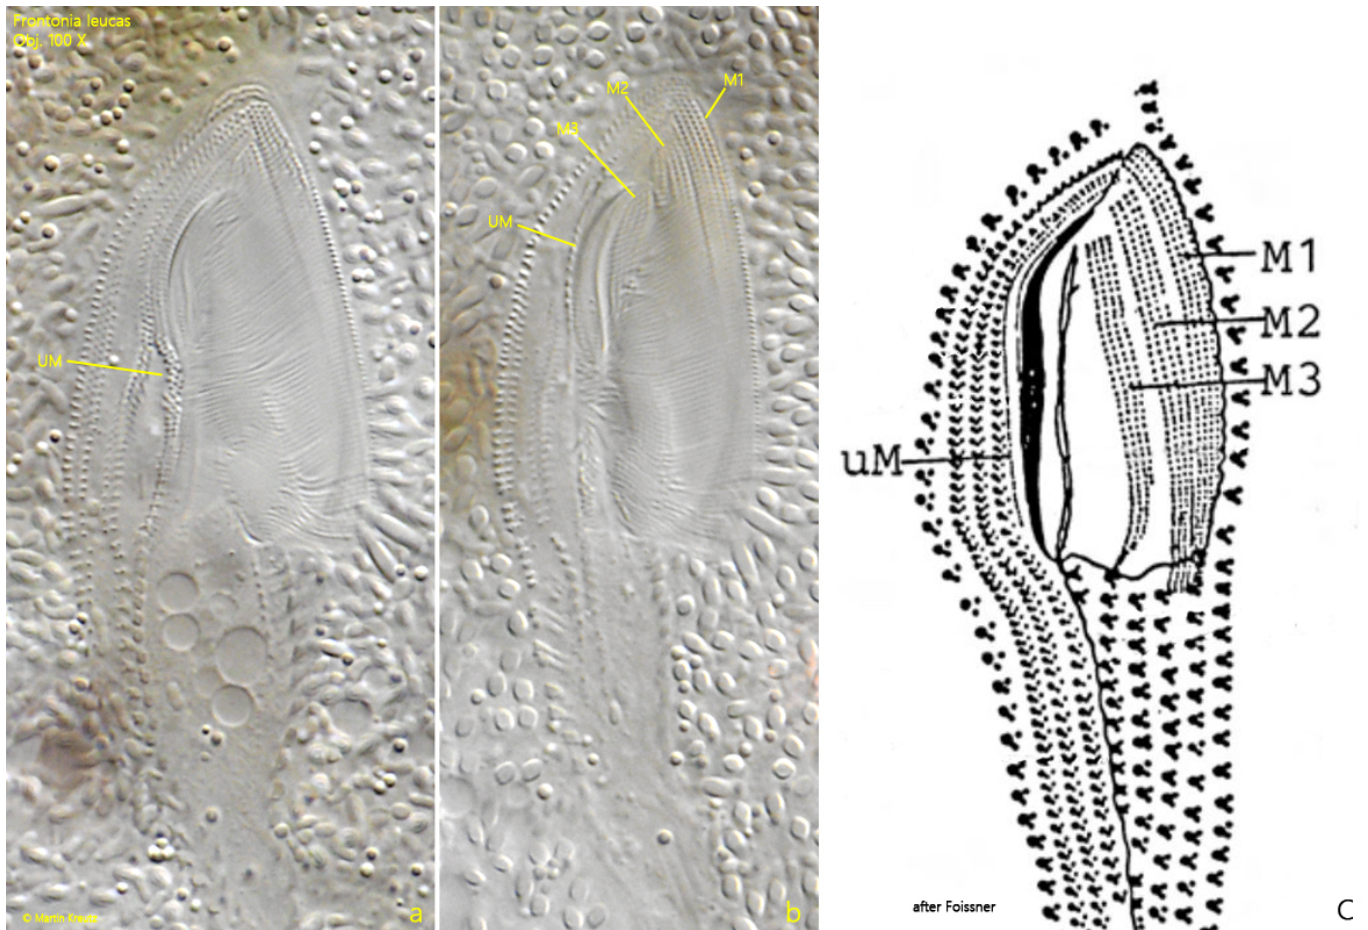 Frontonia leucas
Obj. 100 X
UM
© Martin Kreutz
a
M1
M2
M3
UM
b
M1
M2
M3
uM
after Foissner
C